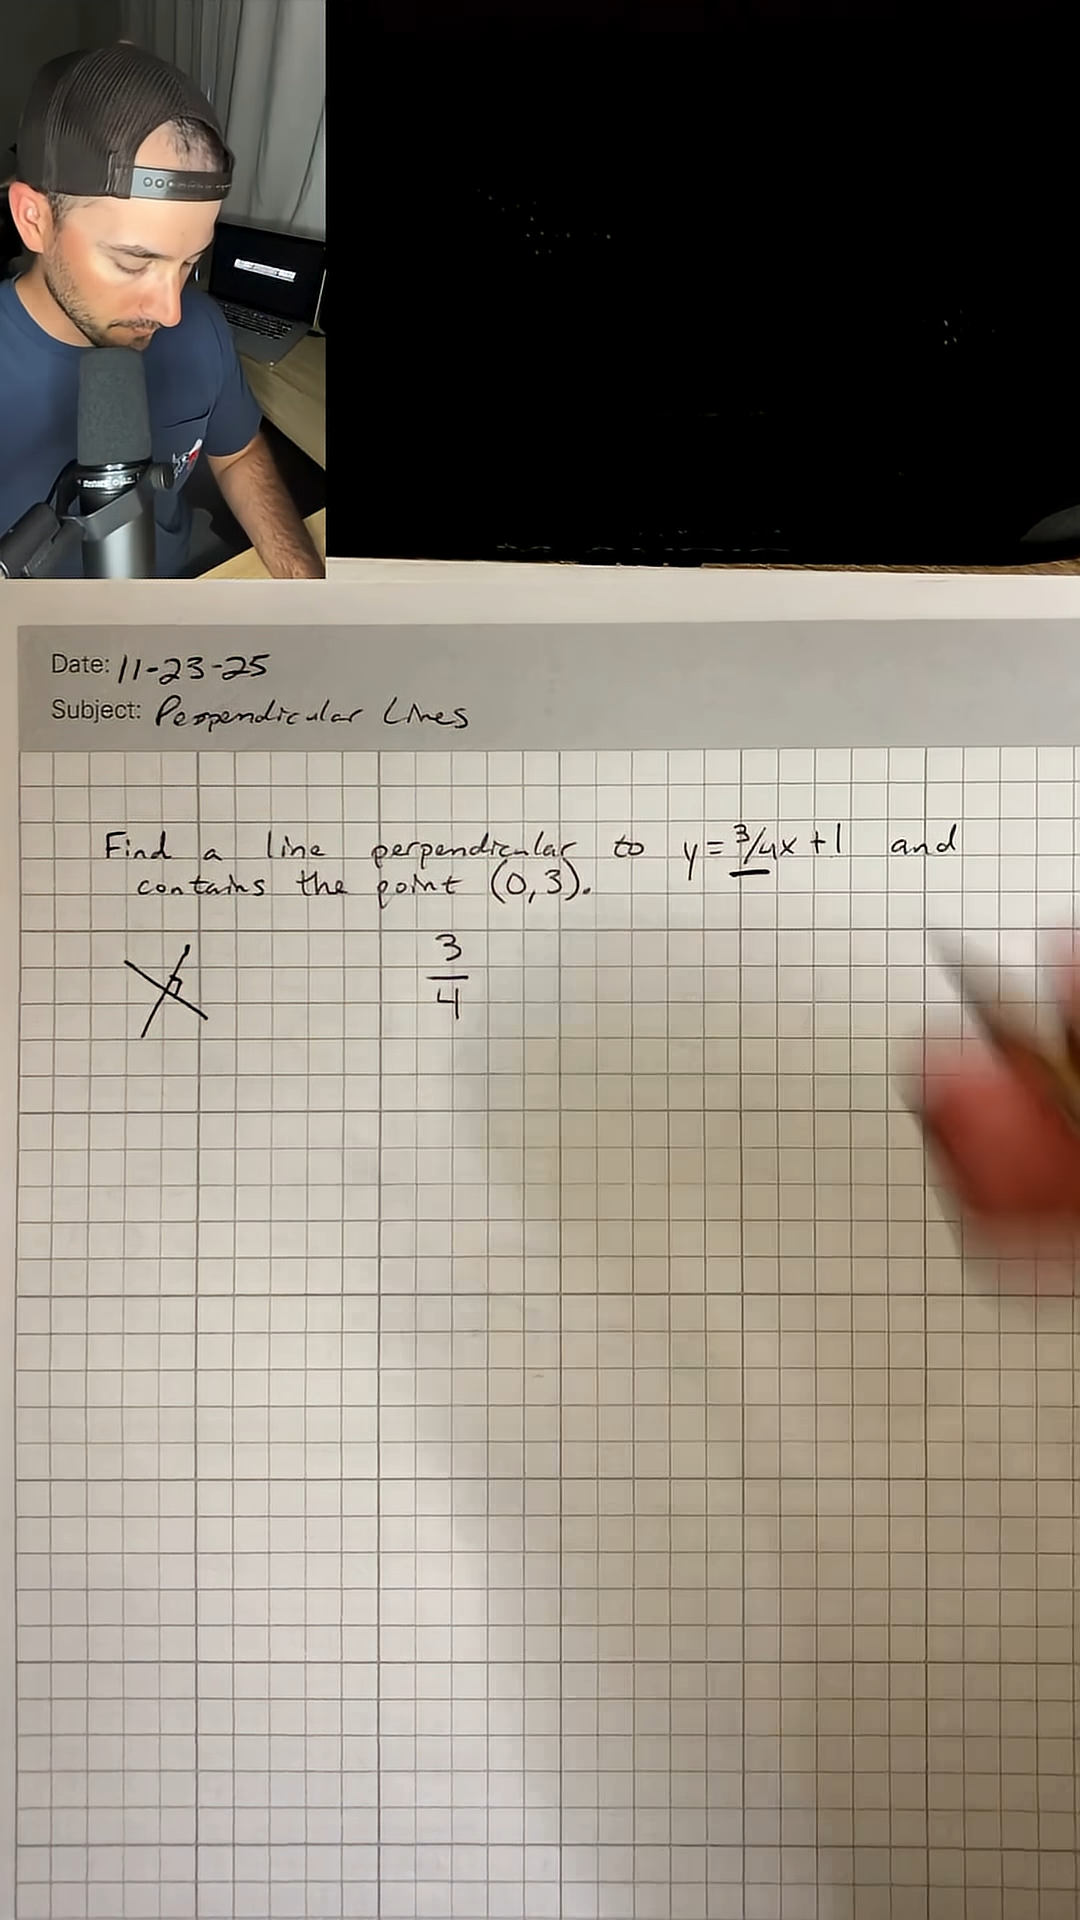 Date: 11-23-25
Subject: Perpendicular Lines
Find a line perpendicular to y = 3/4x + 1 and
contains the point (0,3).
3
4